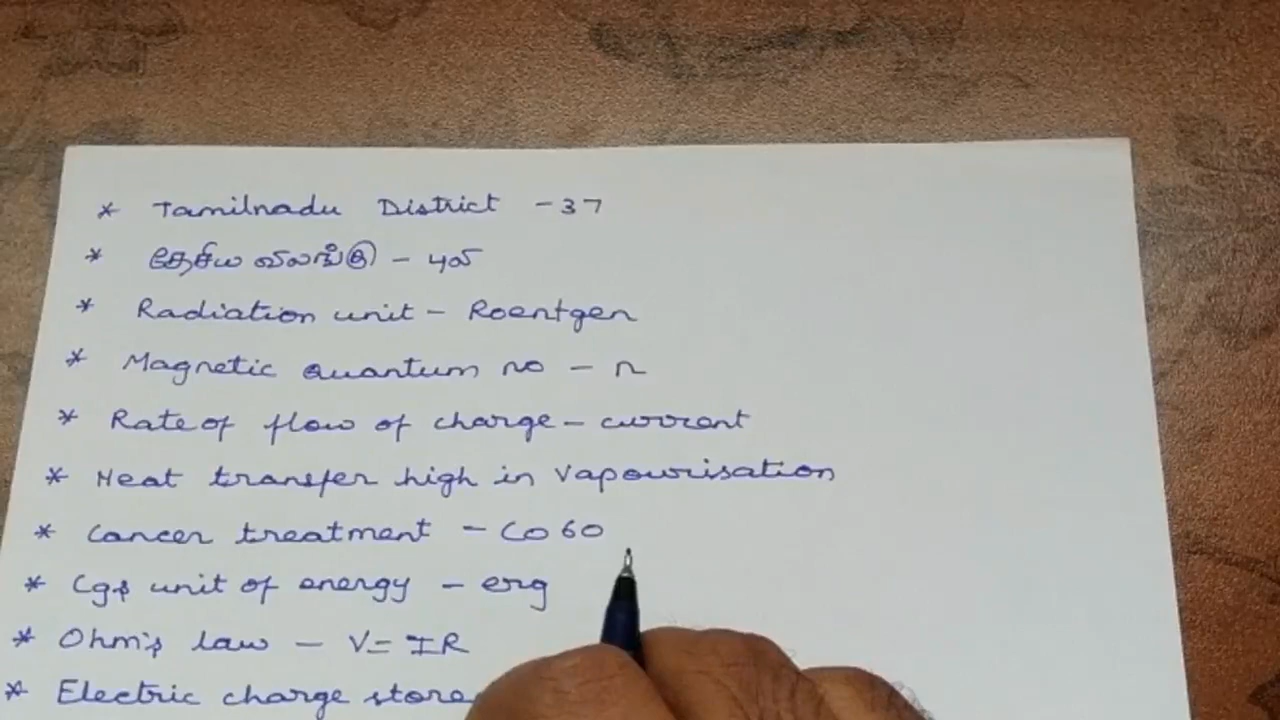 * Tamilnadu District - 37
* தேசிய விலங்கு - புலி
* Radiation unit - Roentgen
* Magnetic quantum no - n
* Rate of flow of charge - current
* Heat transfer high in Vapourisation
* Cancer treatment - Co 60
* Cgs unit of energy - erg
* Ohm's law - V= IR
* Electric charge store